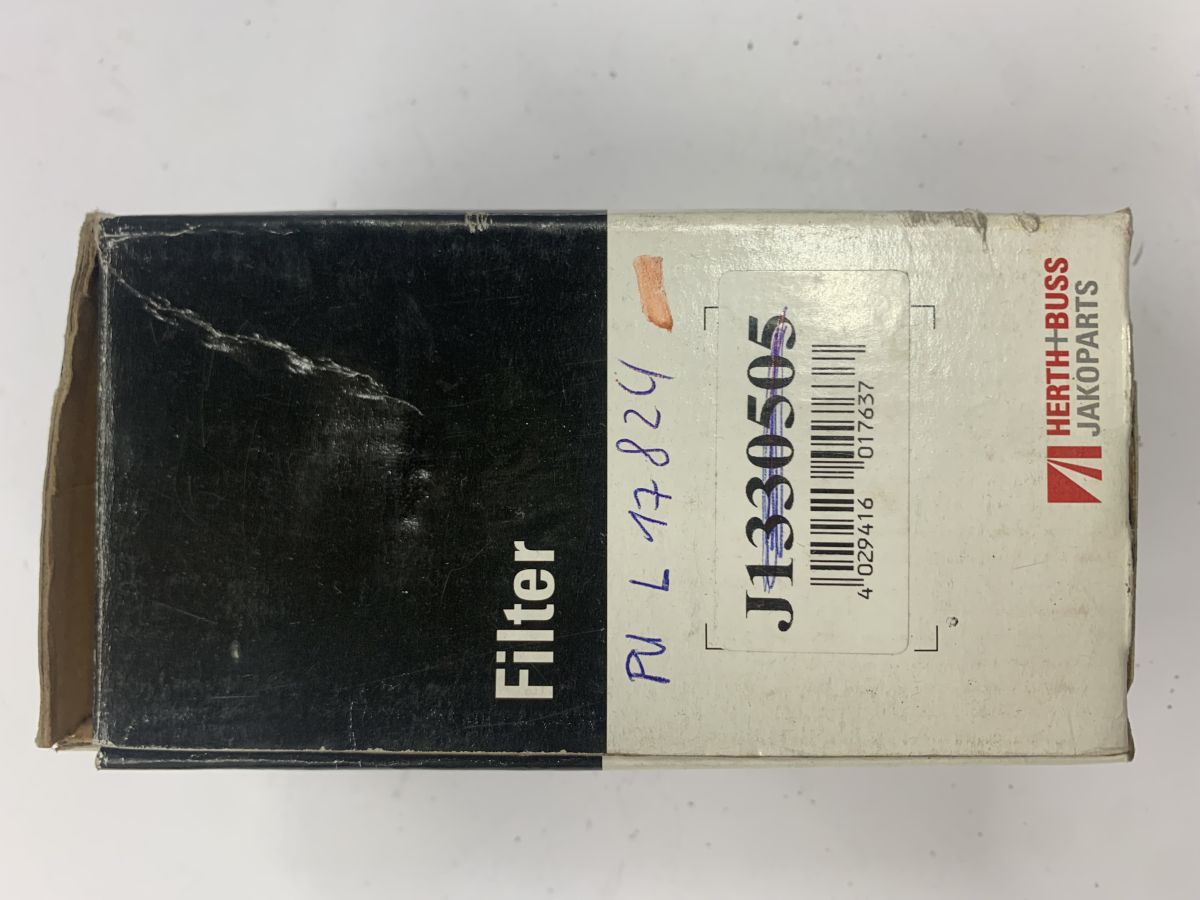 Filter
PU L 17824
J1330505
4 029416 017637
HERTH+BUSS
JAKOPARTS